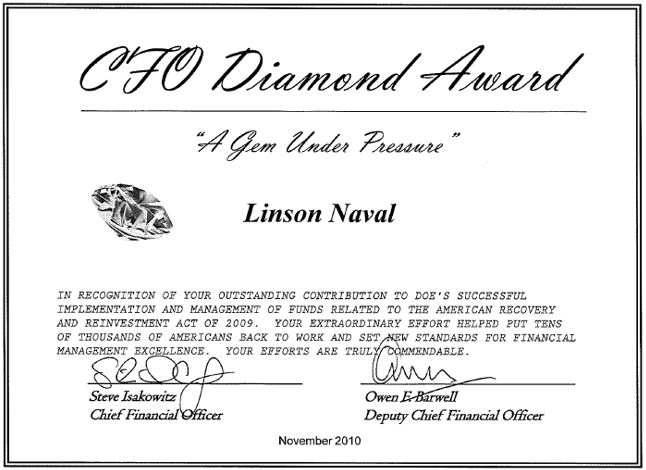 CFO Diamond Award
"A Gem Under Pressure"
Linson Naval
IN RECOGNITION OF YOUR OUTSTANDING CONTRIBUTION TO DOE'S SUCCESSFUL
IMPLEMENTATION AND MANAGEMENT OF FUNDS RELATED TO THE AMERICAN RECOVERY
AND REINVESTMENT ACT OF 2009. YOUR EXTRAORDINARY EFFORT HELPED PUT TENS
OF THOUSANDS OF AMERICANS BACK TO WORK AND SET NEW STANDARDS FOR FINANCIAL
MANAGEMENT EXCELLENCE. YOUR EFFORTS ARE TRULY COMMENDABLE.
Steve Isakowitz
Chief Financial Officer
Owen F. Barwell
Deputy Chief Financial Officer
November 2010